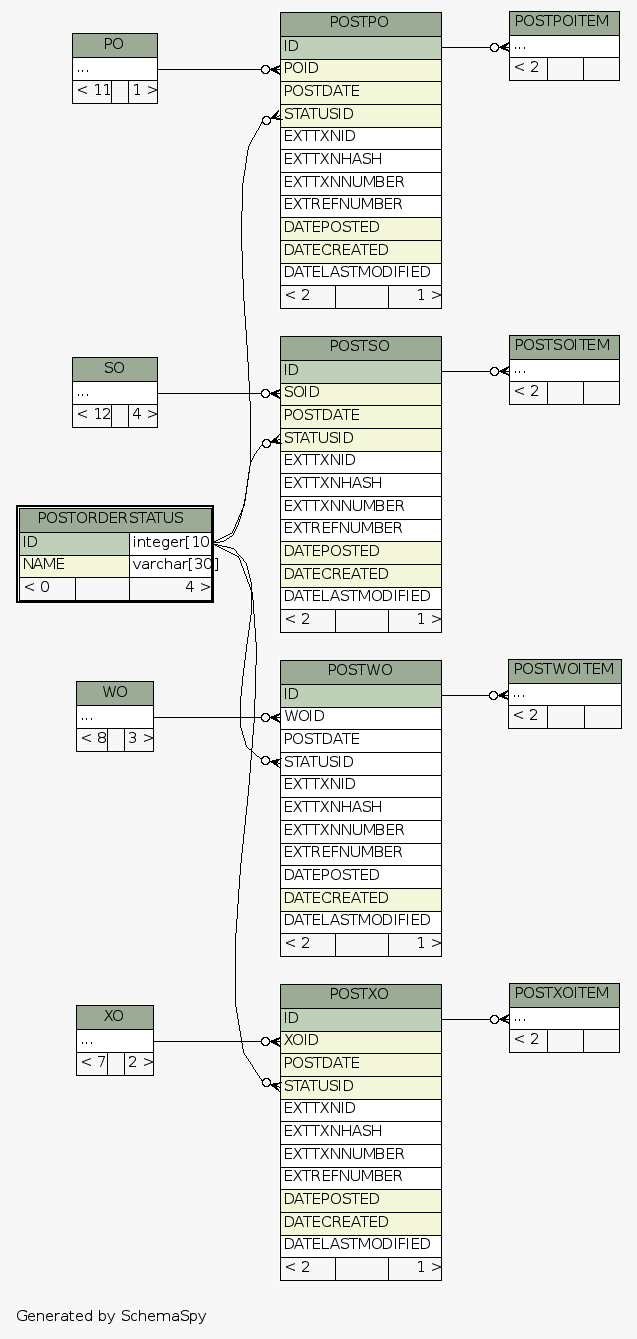 PO
...
< 11 1 >
POSTPO
ID
POID
POSTDATE
STATUSID
EXTTXNID
EXTTXNHASH
EXTTXNNUMBER
EXTREFNUMBER
DATEPOSTED
DATECREATED
DATELASTMODIFIED
< 2 1 >
POSTPOITEM
...
< 2
SO
...
< 12 4 >
POSTSO
ID
SOID
POSTDATE
STATUSID
EXTTXNID
EXTTXNHASH
EXTTXNNUMBER
EXTREFNUMBER
DATEPOSTED
DATECREATED
DATELASTMODIFIED
< 2 1 >
POSTSOITEM
...
< 2
POSTORDERSTATUS
ID integer[10
NAME varchar[30]
< 0 4 >
WO
...
< 8 3 >
POSTWO
ID
WOID
POSTDATE
STATUSID
EXTTXNID
EXTTXNHASH
EXTTXNNUMBER
EXTREFNUMBER
DATEPOSTED
DATECREATED
DATELASTMODIFIED
< 2 1 >
POSTWOITEM
...
< 2
XO
...
< 7 2 >
POSTXO
ID
XOID
POSTDATE
STATUSID
EXTTXNID
EXTTXNHASH
EXTTXNNUMBER
EXTREFNUMBER
DATEPOSTED
DATECREATED
DATELASTMODIFIED
< 2 1 >
POSTXOITEM
...
< 2
Generated by SchemaSpy